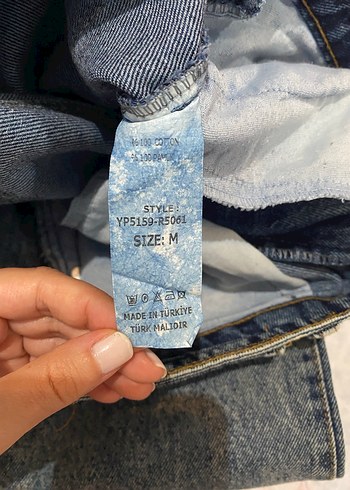 %100 COTTON
%100 PAMUK
STYLE :
YP5159-R5061
SIZE: M
MADE IN TÜRKİYE
TÜRK MALIDIR